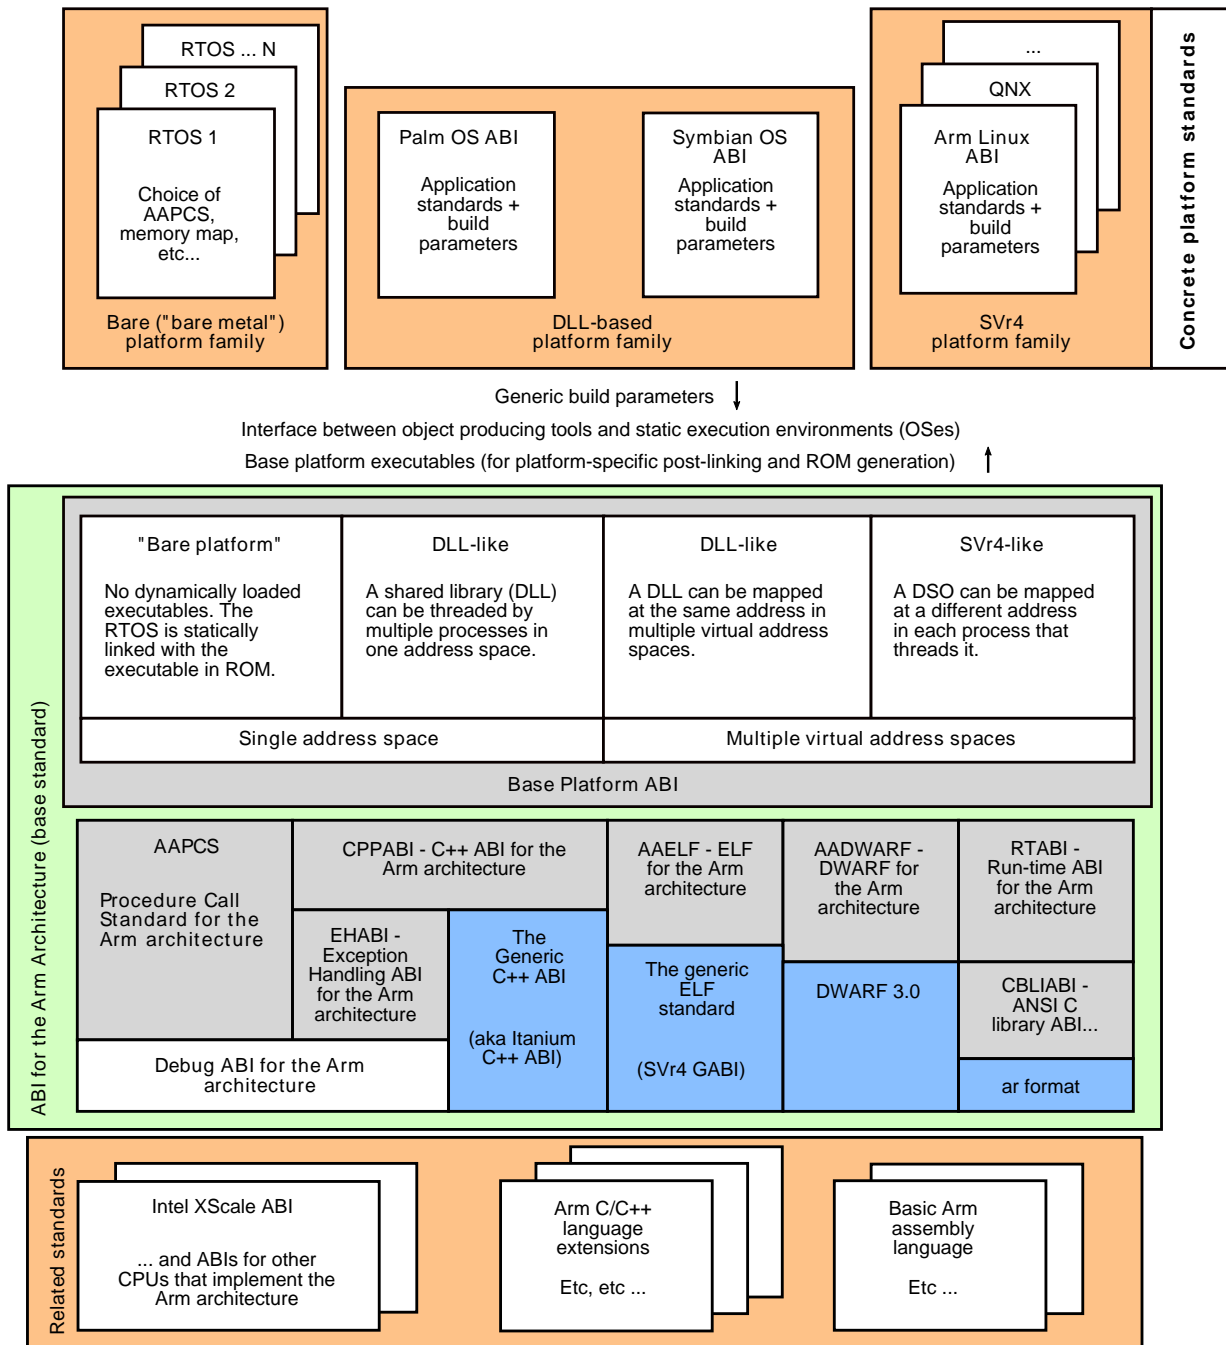 RTOS ... N
RTOS 2
RTOS 1
Choice of
AAPCS,
memory map,
etc...
Bare ("bare metal")
platform family
Palm OS ABI
Application
standards +
build
parameters
Symbian OS
ABI
Application
standards +
build
parameters
DLL-based
platform family
...
QNX
Arm Linux
ABI
Application
standards +
build
parameters
SVr4
platform family
Concrete platform standards
Generic build parameters
Interface between object producing tools and static execution environments (OSes)
Base platform executables (for platform-specific post-linking and ROM generation)
ABI for the Arm Architecture (base standard)
"Bare platform"
No dynamically loaded
executables. The
RTOS is statically
linked with the
executable in ROM.
DLL-like
A shared library (DLL)
can be threaded by
multiple processes in
one address space.
DLL-like
A DLL can be mapped
at the same address in
multiple virtual address
spaces.
SVr4-like
A DSO can be mapped
at a different address
in each process that
threads it.
Single address space
Multiple virtual address spaces
Base Platform ABI
AAPCS
Procedure Call
Standard for the
Arm architecture
CPPABI - C++ ABI for the
Arm architecture
EHABI -
Exception
Handling ABI
for the Arm
architecture
The
Generic
C++ ABI
(aka Itanium
C++ ABI)
Debug ABI for the Arm
architecture
AAELF - ELF
for the Arm
architecture
The generic
ELF
standard
(SVr4 GABI)
AADWARF -
DWARF for
the Arm
architecture
DWARF 3.0
RTABI -
Run-time ABI
for the Arm
architecture
CBLIABI -
ANSI C
library ABI...
ar format
Related standards
Intel XScale ABI
... and ABIs for other
CPUs that implement the
Arm architecture
Arm C/C++
language
extensions
Etc, etc ...
Basic Arm
assembly
language
Etc ...